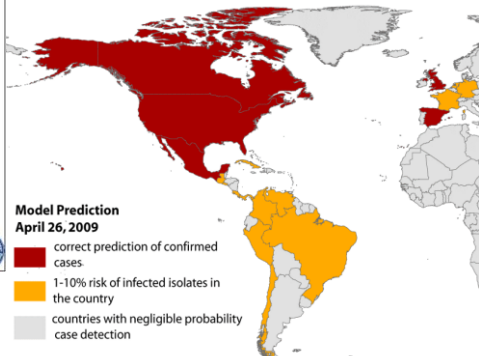 Model Prediction
April 26, 2009
correct prediction of confirmed
cases
1-10% risk of infected isolates in
the country
countries with negligible probability
case detection